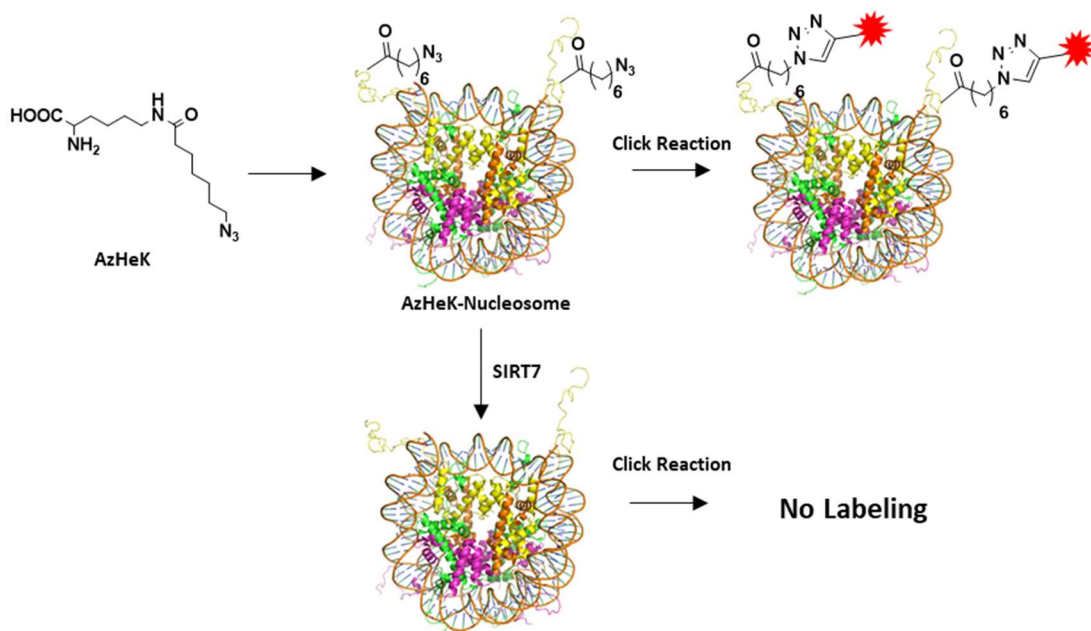 O
N₃
6
O
N₃
6
N
N
N
O
6
N
N
N
O
6
HOOC
NH₂
H
N
O
N₃
AzHeK
Click Reaction
AzHeK-Nucleosome
SIRT7
Click Reaction
No Labeling